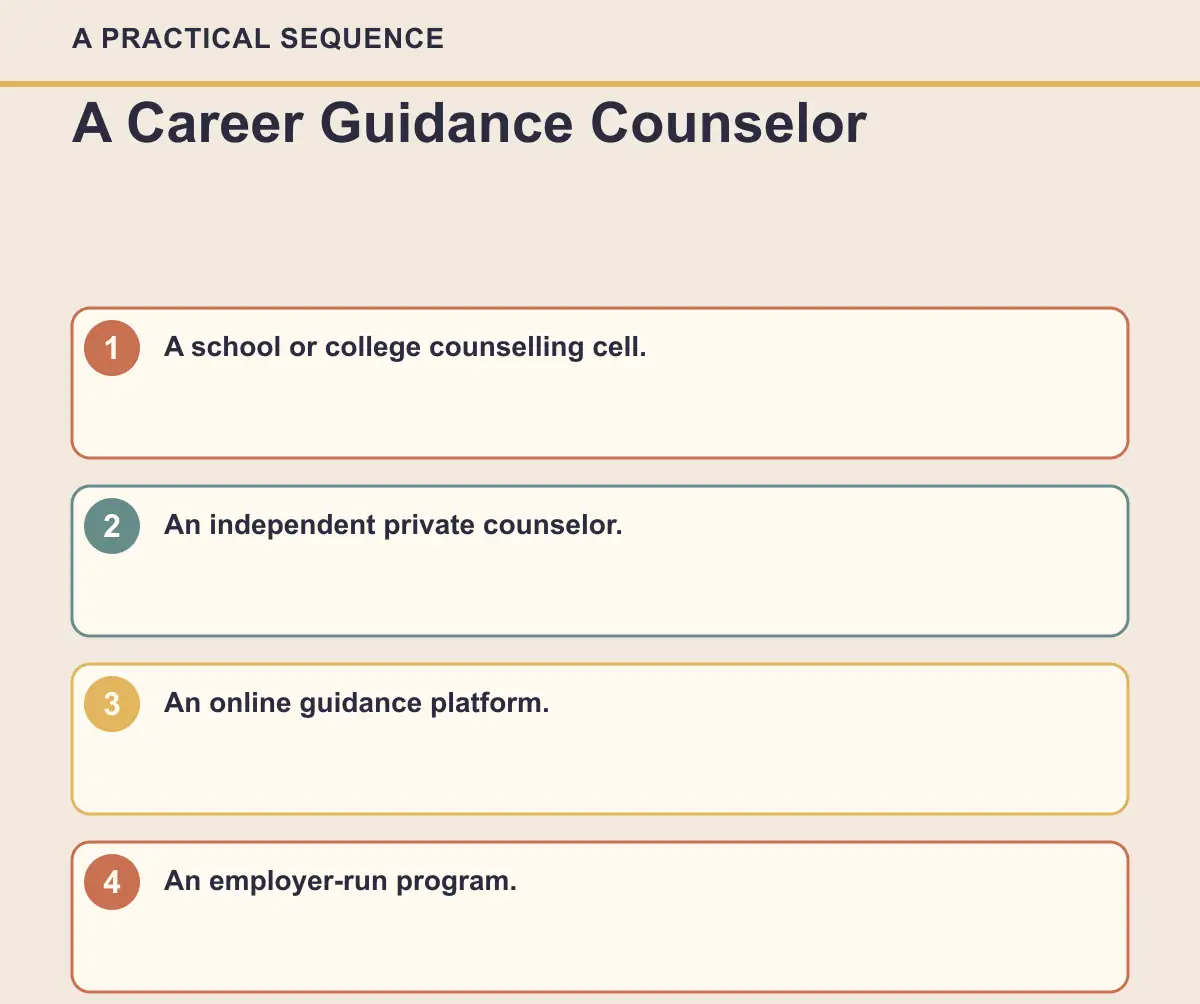 A PRACTICAL SEQUENCE
A Career Guidance Counselor
1
A school or college counselling cell.
2
An independent private counselor.
3
An online guidance platform.
4
An employer-run program.